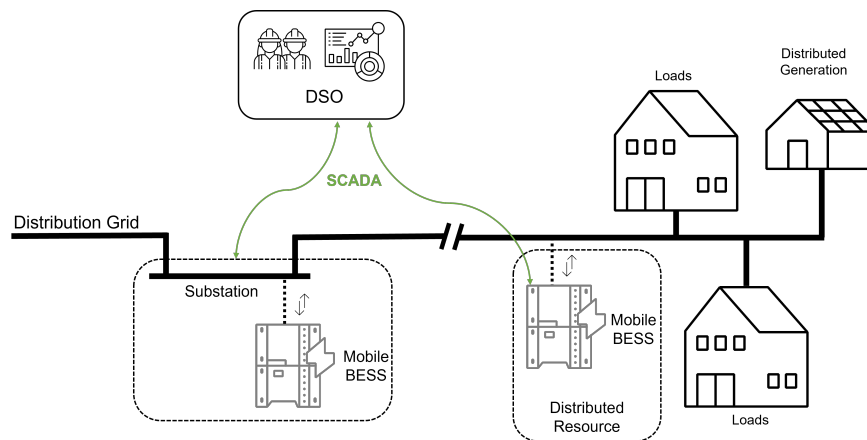 DSO
Loads
Distributed
Generation
SCADA
Distribution Grid
Substation
Mobile
BESS
Mobile
BESS
Distributed
Resource
Loads